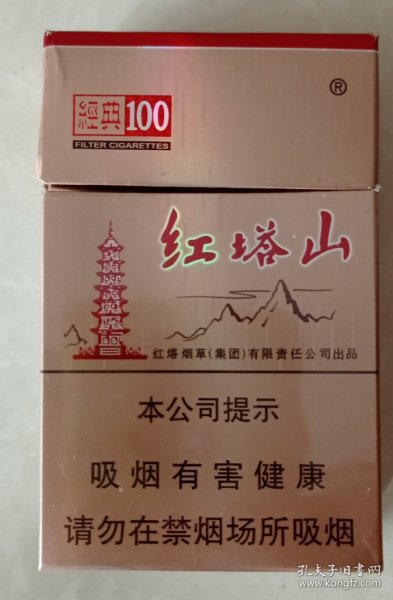 經典100
®
FILTER CIGARETTES
红塔山
红塔烟草(集团)有限责任公司出品
本公司提示
吸烟有害健康
请勿在禁烟场所吸烟
孔夫子旧书网
www.kongfz.com